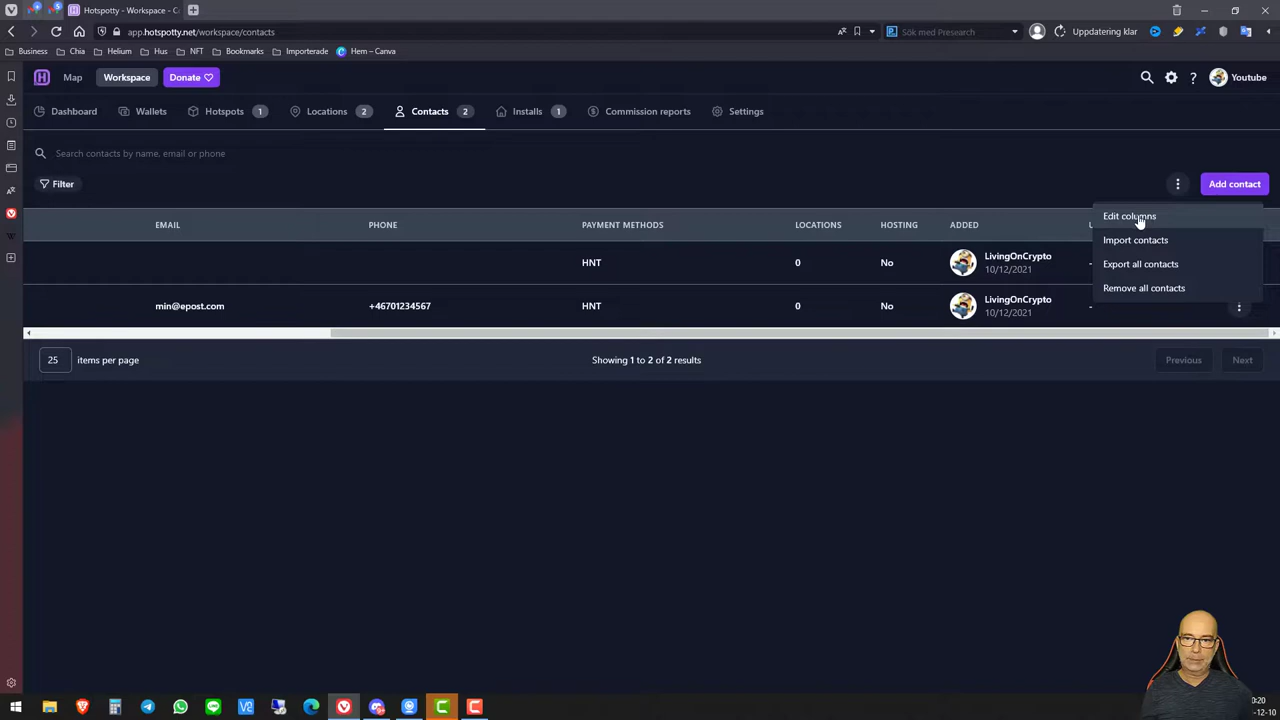 Hotspotty Workspace - C
app.hotspotty.net/workspace/contacts
Sök med Presearch
Uppdatering klar
Business
Chia
Helium
Hus
NFT
Bookmarks
Importerade
Hem – Canva
Map
Workspace
Donate
Youtube
Dashboard
Wallets
Hotspots 1
Locations 2
Contacts 2
Installs 1
Commission reports
Settings
Search contacts by name, email or phone
Filter
Add contact
Edit columns
Import contacts
Export all contacts
Remove all contacts
EMAIL PHONE PAYMENT METHODS LOCATIONS HOSTING ADDED
HNT 0 No LivingOnCrypto
10/12/2021
min@epost.com +46701234567 HNT 0 No LivingOnCrypto
10/12/2021
25 items per page
Showing 1 to 2 of 2 results
Previous
Next
0:20
-12-10